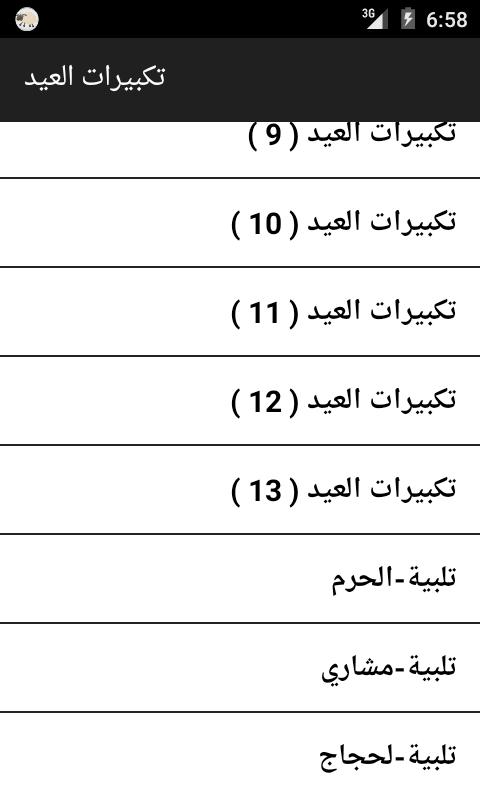 3G 6:58
تكبيرات العيد
تكبيرات العيد ( 9 )
تكبيرات العيد ( 10 )
تكبيرات العيد ( 11 )
تكبيرات العيد ( 12 )
تكبيرات العيد ( 13 )
تلبية-الحرم
تلبية-مشاري
تلبية-لحجاج